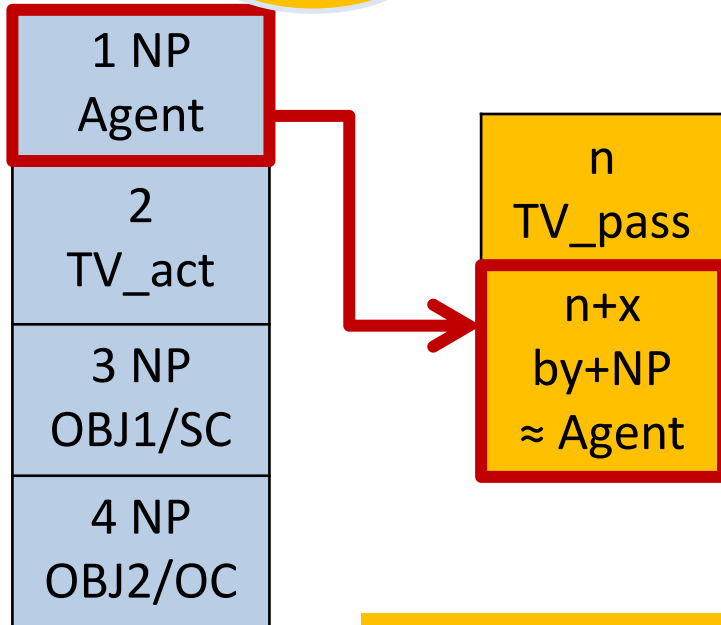 1 NP
Agent
2
TV_act
3 NP
OBJ1/SC
4 NP
OBJ2/OC
n
TV_pass
n+x
by+NP
≈ Agent